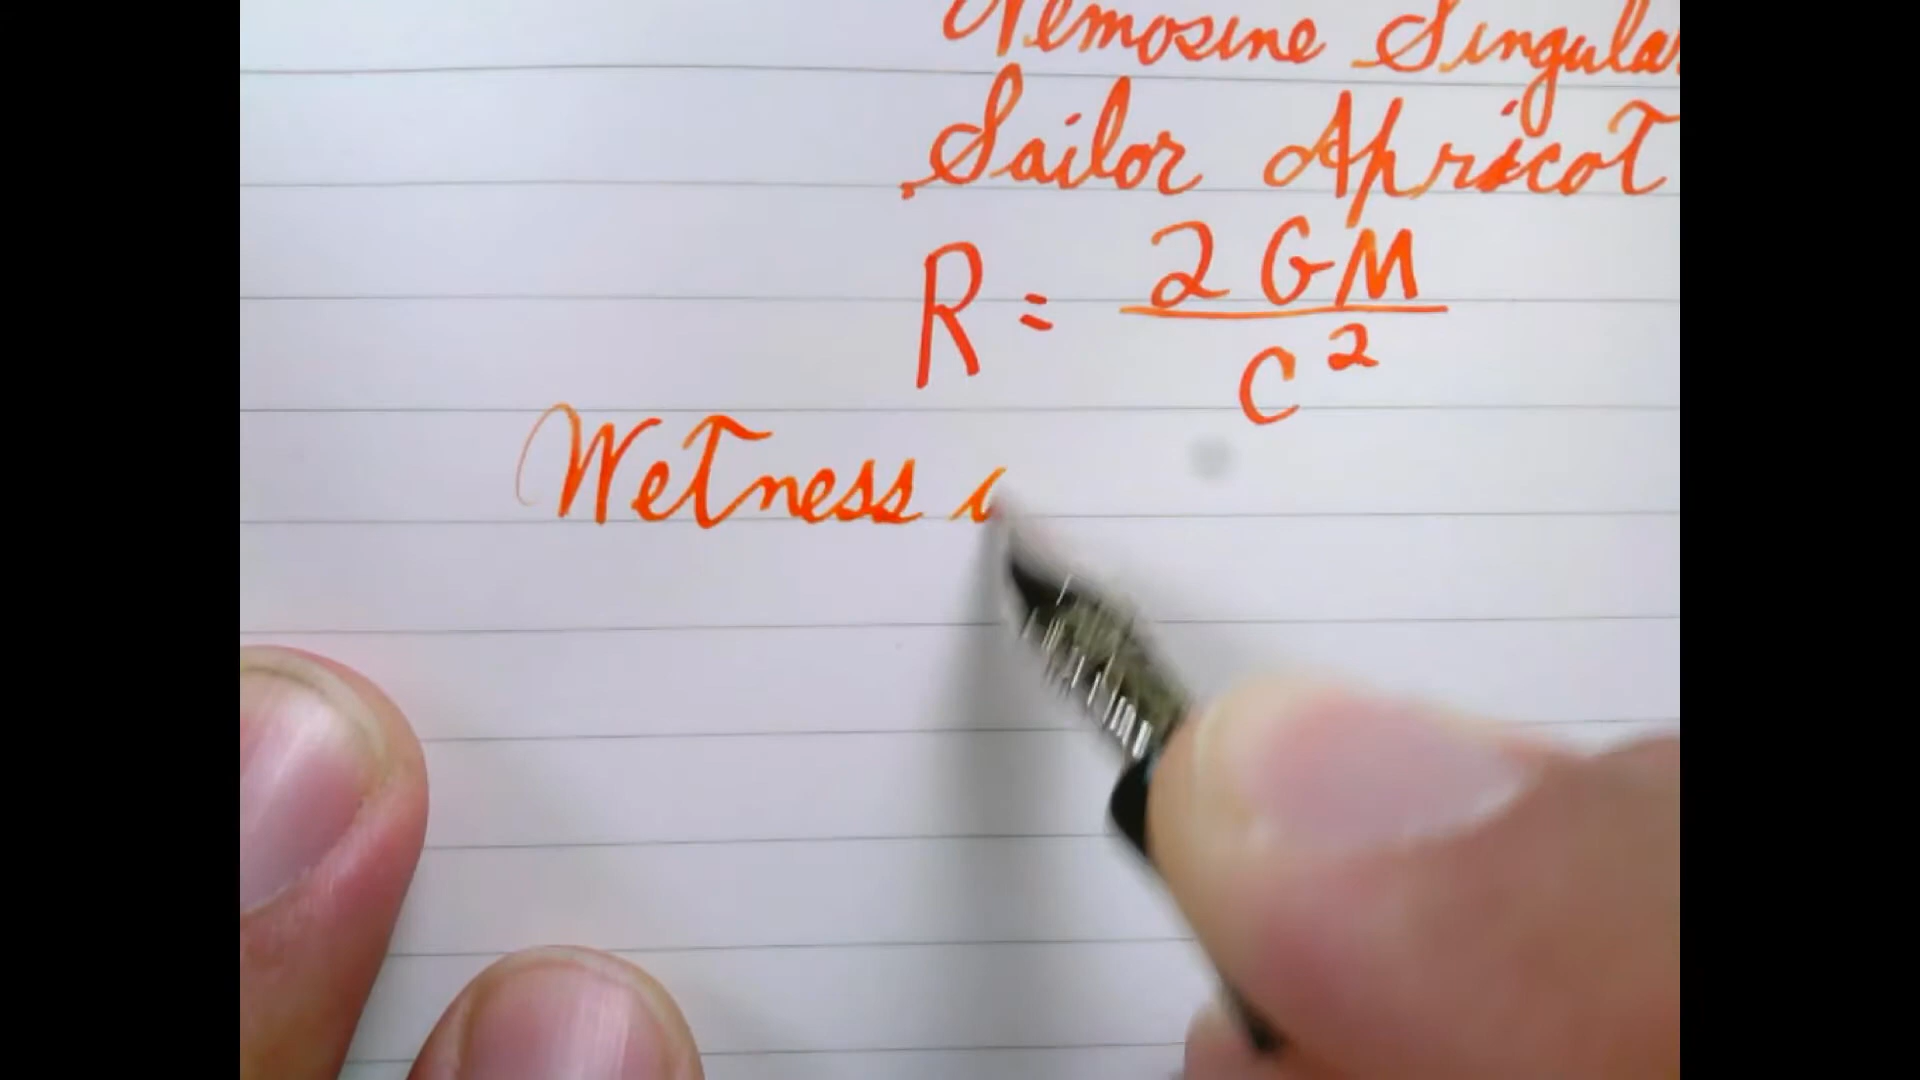 Nemosine Singular
Sailor Apricot
R = 2GM / C²
Wetness